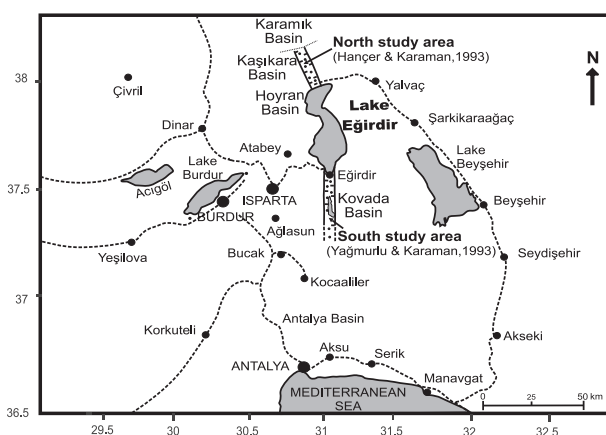 Karamık
Basin
North study area
(Hançer & Karaman,1993)
Kaşıkara
Basin
Hoyran
Basin
N
38
Çivril
Yalvaç
Lake
Eğirdir
Şarkikaraağaç
Dinar
Atabey
Lake
Beyşehir
Lake
Burdur
Eğirdir
Acıgöl
37.5
ISPARTA
Kovada
Basin
Beyşehir
BURDUR
Ağlasun
South study area
(Yağmurlu & Karaman,1993)
Yeşilova
Bucak
Seydişehir
Kocaaliler
37
Antalya Basin
Korkuteli
Akseki
Aksu
Serik
ANTALYA
Manavgat
MEDITERRANEAN
SEA
0 25 50 km
36.5
29.5 30 30.5 31 31.5 32 32.5